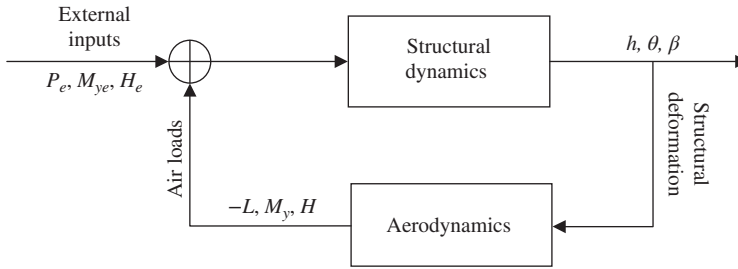 External
inputs
P_e, M_ye, H_e
Structural
dynamics
h, θ, β
Structural
deformation
Air loads
−L, M_y, H
Aerodynamics